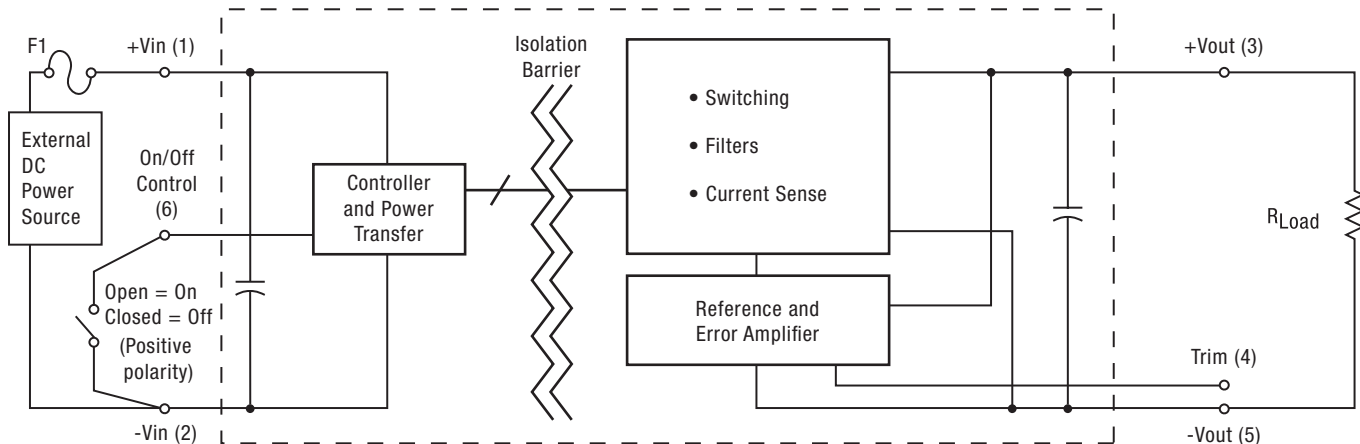 F1
+Vin (1)
External
DC
Power
Source
On/Off
Control
(6)
Open = On
Closed = Off
(Positive
polarity)
-Vin (2)
Controller
and Power
Transfer
Isolation
Barrier
• Switching
• Filters
• Current Sense
Reference and
Error Amplifier
+Vout (3)
RLoad
Trim (4)
-Vout (5)